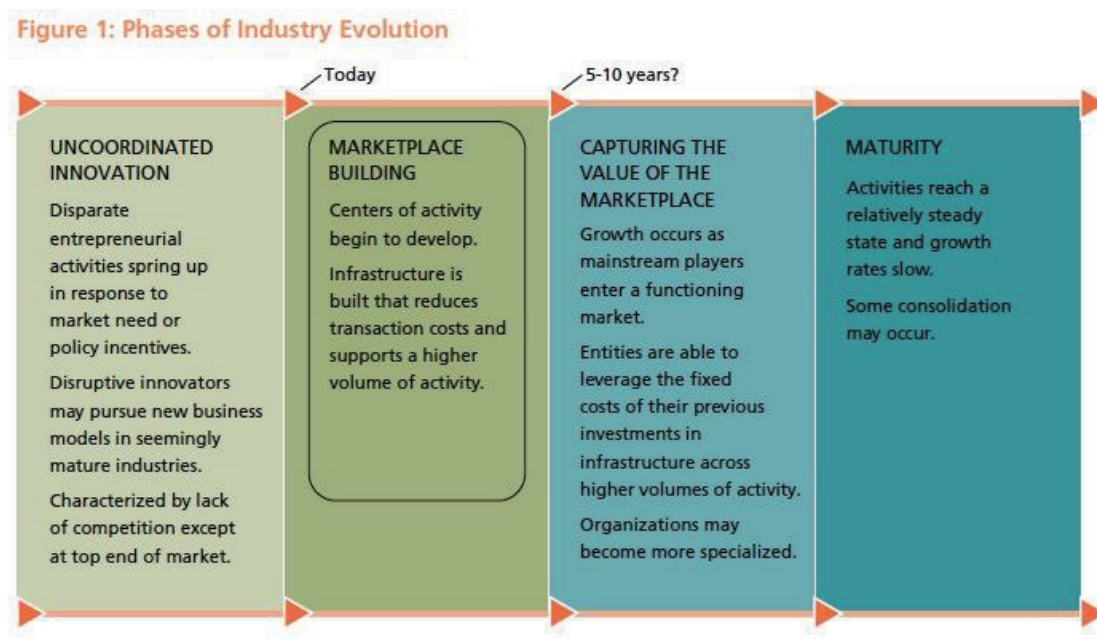 Figure 1: Phases of Industry Evolution
Today
5-10 years?
UNCOORDINATED
INNOVATION
Disparate
entrepreneurial
activities spring up
in response to
market need or
policy incentives.
Disruptive innovators
may pursue new business
models in seemingly
mature industries.
Characterized by lack
of competition except
at top end of market.
MARKETPLACE
BUILDING
Centers of activity
begin to develop.
Infrastructure is
built that reduces
transaction costs and
supports a higher
volume of activity.
CAPTURING THE
VALUE OF THE
MARKETPLACE
Growth occurs as
mainstream players
enter a functioning
market.
Entities are able to
leverage the fixed
costs of their previous
investments in
infrastructure across
higher volumes of activity.
Organizations may
become more specialized.
MATURITY
Activities reach a
relatively steady
state and growth
rates slow.
Some consolidation
may occur.